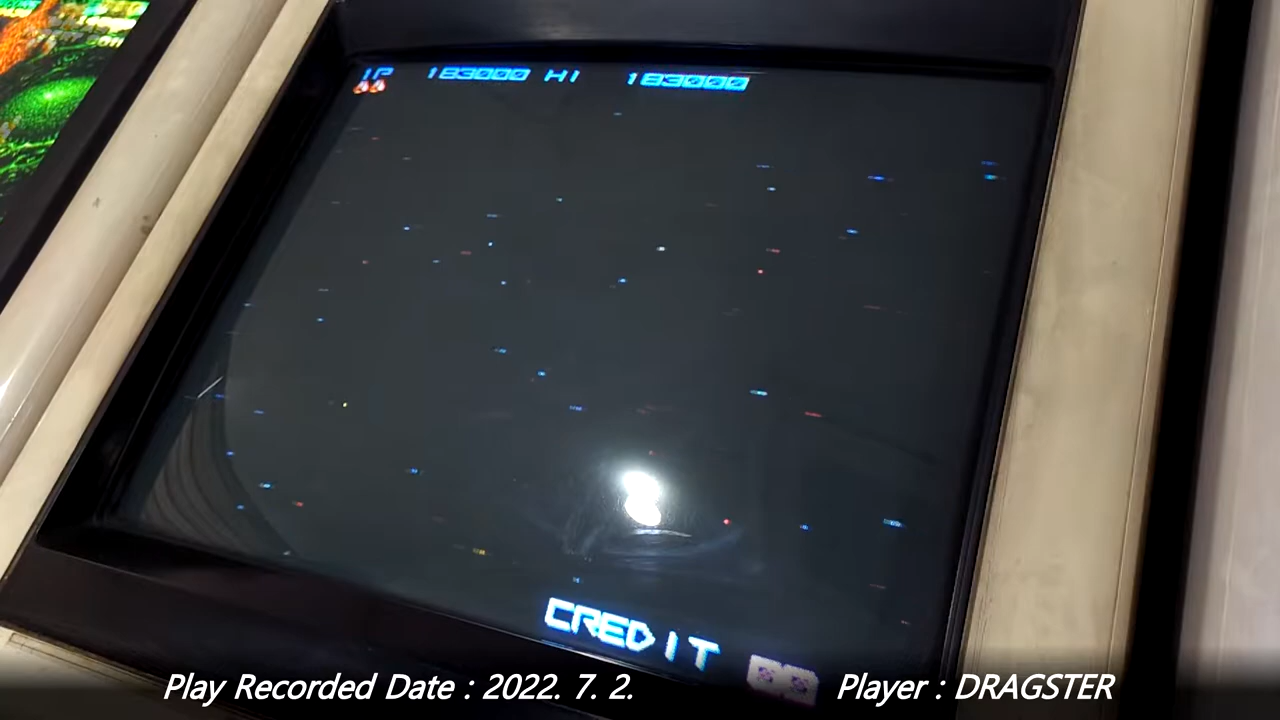 1P 183000 HI 183000
CREDIT
Play Recorded Date : 2022. 7. 2. Player : DRAGSTER